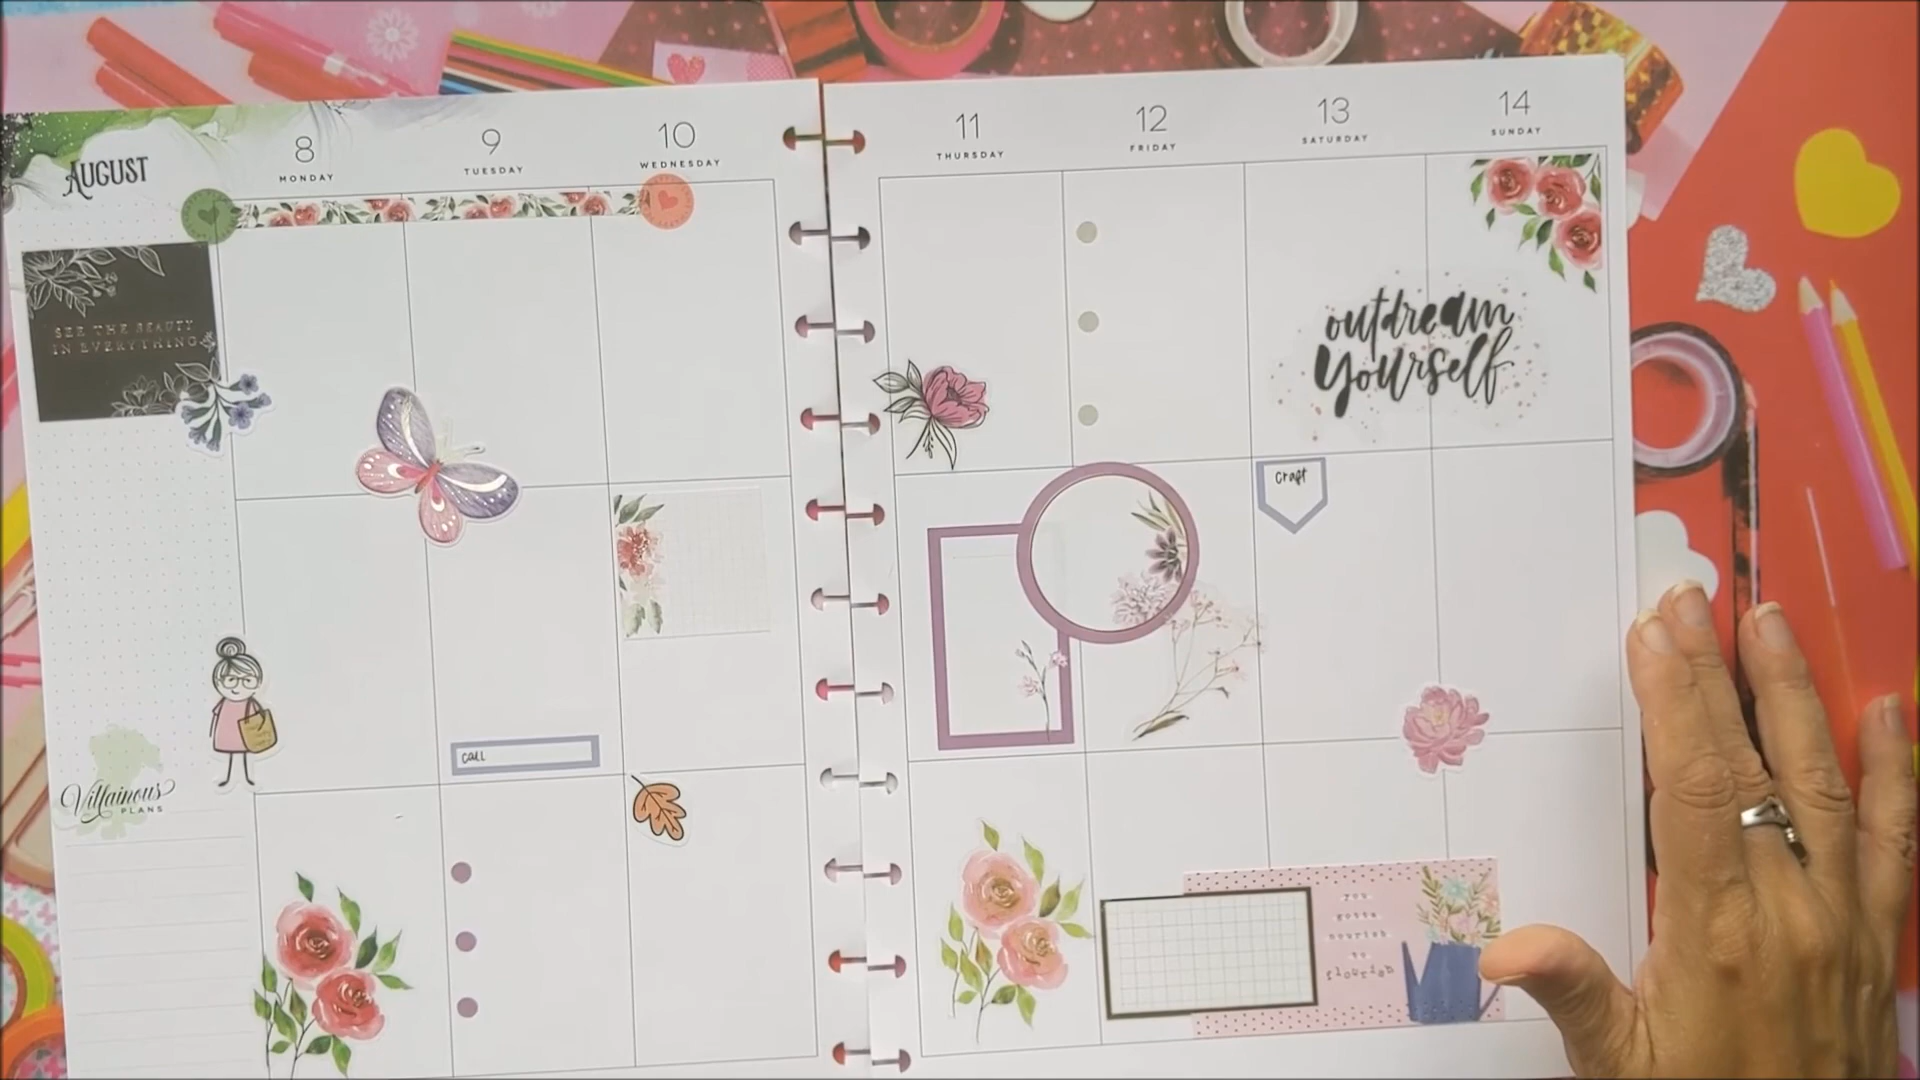 AUGUST
8
MONDAY
9
TUESDAY
10
WEDNESDAY
11
THURSDAY
12
FRIDAY
13
SATURDAY
14
SUNDAY
SEE THE BEAUTY
IN EVERYTHING
outdream
yourself
craft
call
Villainous
PLANS
you
gotta
nourish
to
flourish